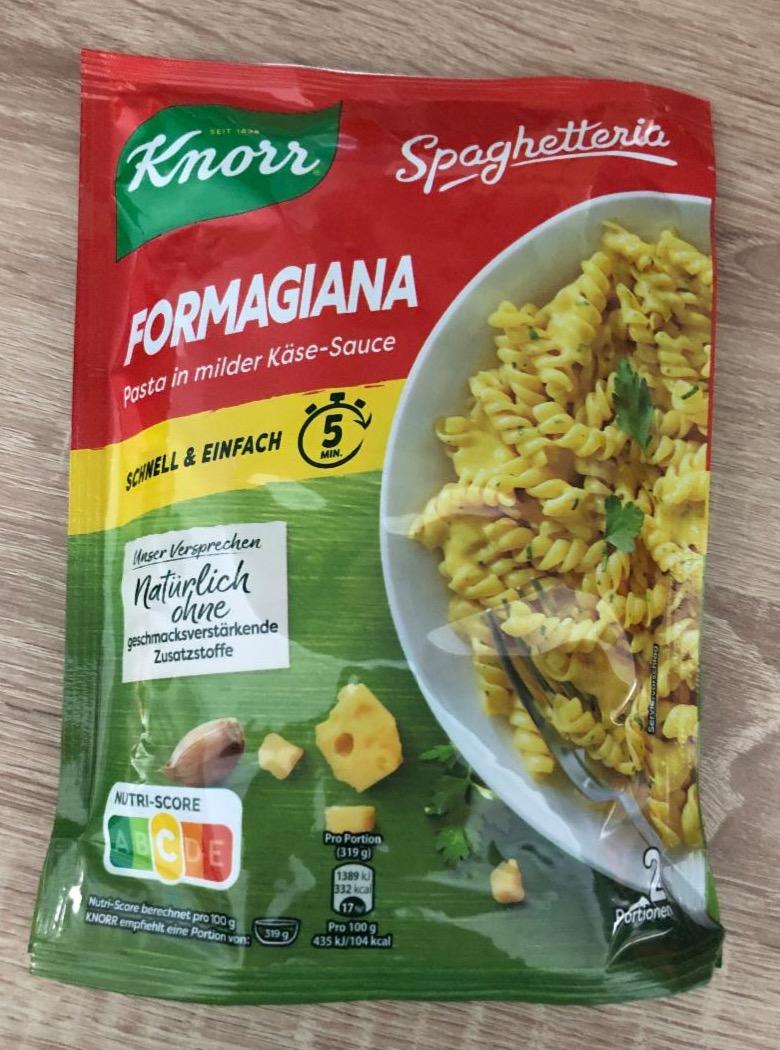 SEIT 1838
Knorr
Spaghetteria
FORMAGIANA
Pasta in milder Käse-Sauce
SCHNELL & EINFACH
5
MIN.
Unser Versprechen
Natürlich
ohne
geschmacksverstärkende
Zusatzstoffe
Serviervorschlag
NUTRI-SCORE
A B C D E
Nutri-Score berechnet pro 100 g
KNORR empfiehlt eine Portion von:
319 g
Pro Portion
(319 g)
1389 kJ
332 kcal
17%
Pro 100 g
435 kJ/104 kcal
2
Portionen